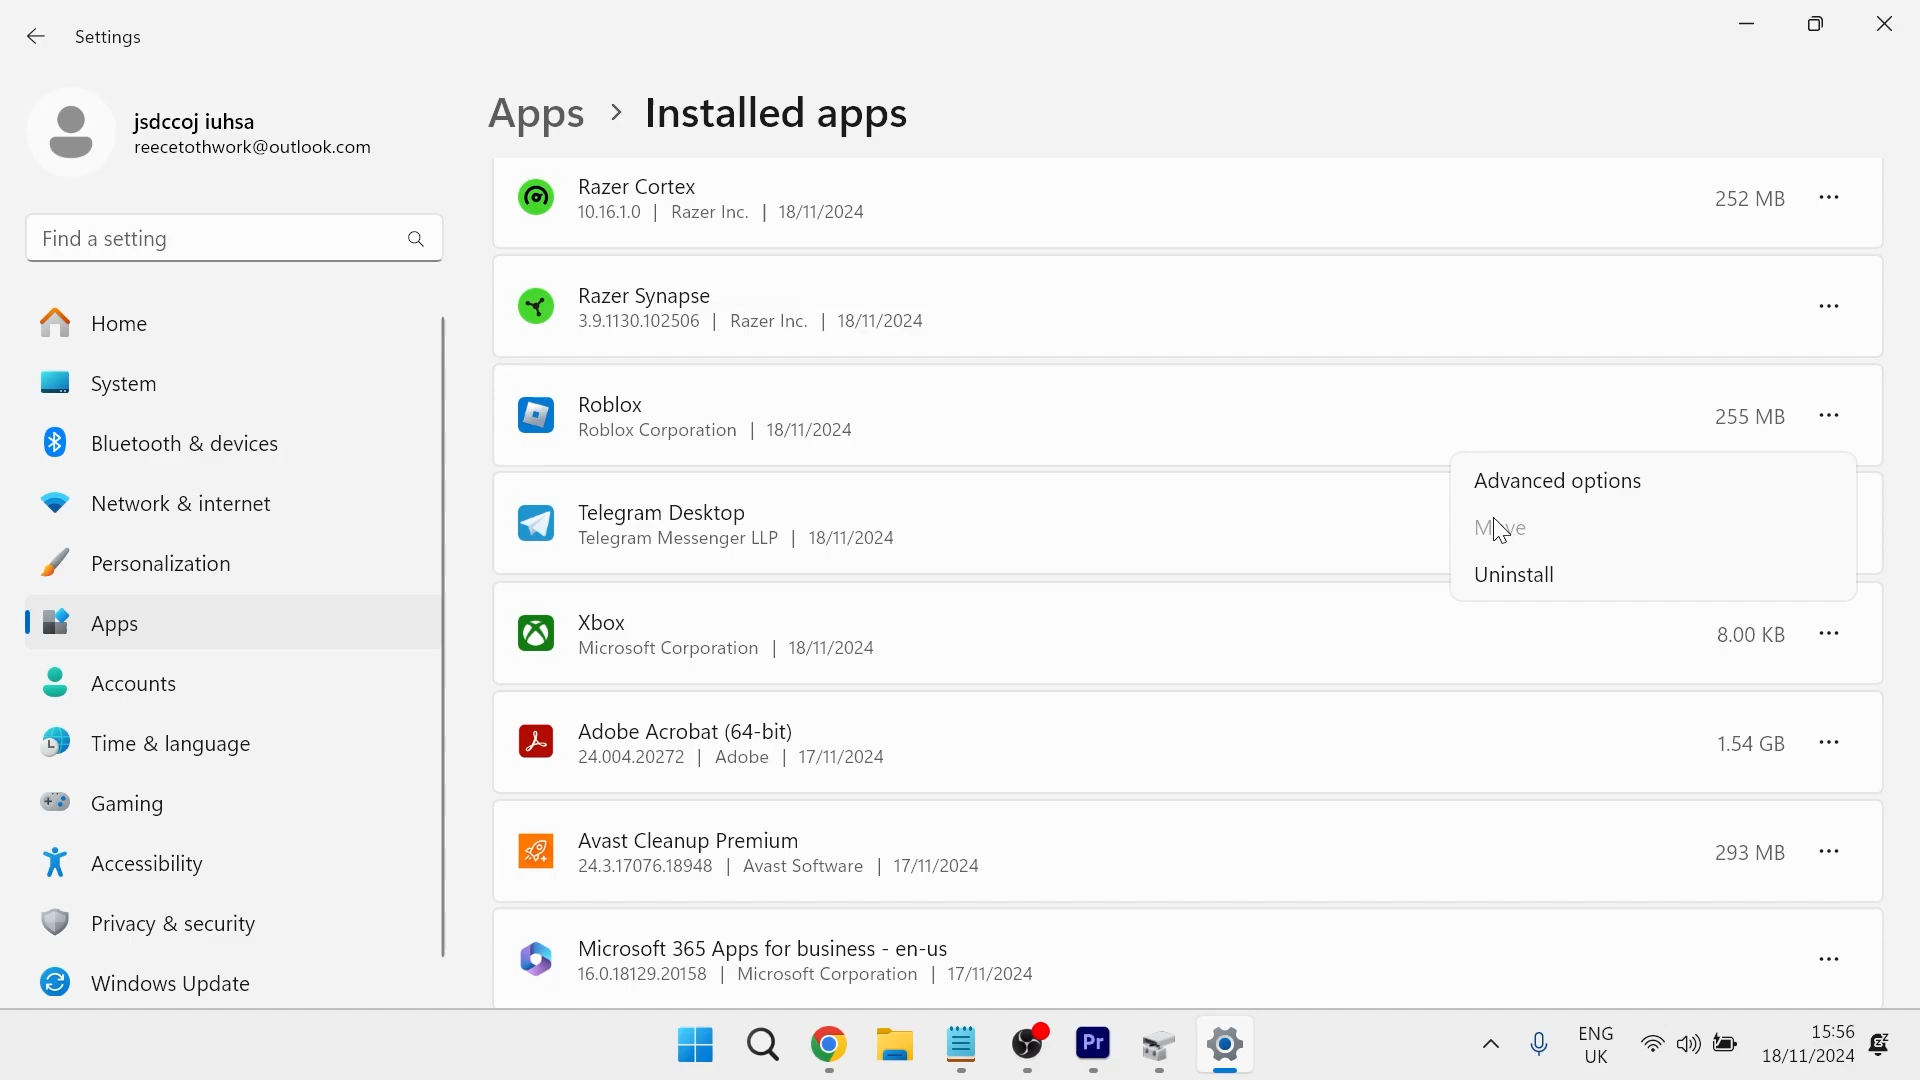 Settings
jsdccoj iuhsa
reecetothwork@outlook.com
Find a setting
Home
System
Bluetooth & devices
Network & internet
Personalization
Apps
Accounts
Time & language
Gaming
Accessibility
Privacy & security
Windows Update
Apps > Installed apps
Razer Cortex
10.16.1.0 | Razer Inc. | 18/11/2024
252 MB
Razer Synapse
3.9.1130.102506 | Razer Inc. | 18/11/2024
Roblox
Roblox Corporation | 18/11/2024
255 MB
Advanced options
Move
Uninstall
Telegram Desktop
Telegram Messenger LLP | 18/11/2024
Xbox
Microsoft Corporation | 18/11/2024
8.00 KB
Adobe Acrobat (64-bit)
24.004.20272 | Adobe | 17/11/2024
1.54 GB
Avast Cleanup Premium
24.3.17076.18948 | Avast Software | 17/11/2024
293 MB
Microsoft 365 Apps for business - en-us
16.0.18129.20158 | Microsoft Corporation | 17/11/2024
Pr
ENG
UK
15:56
18/11/2024